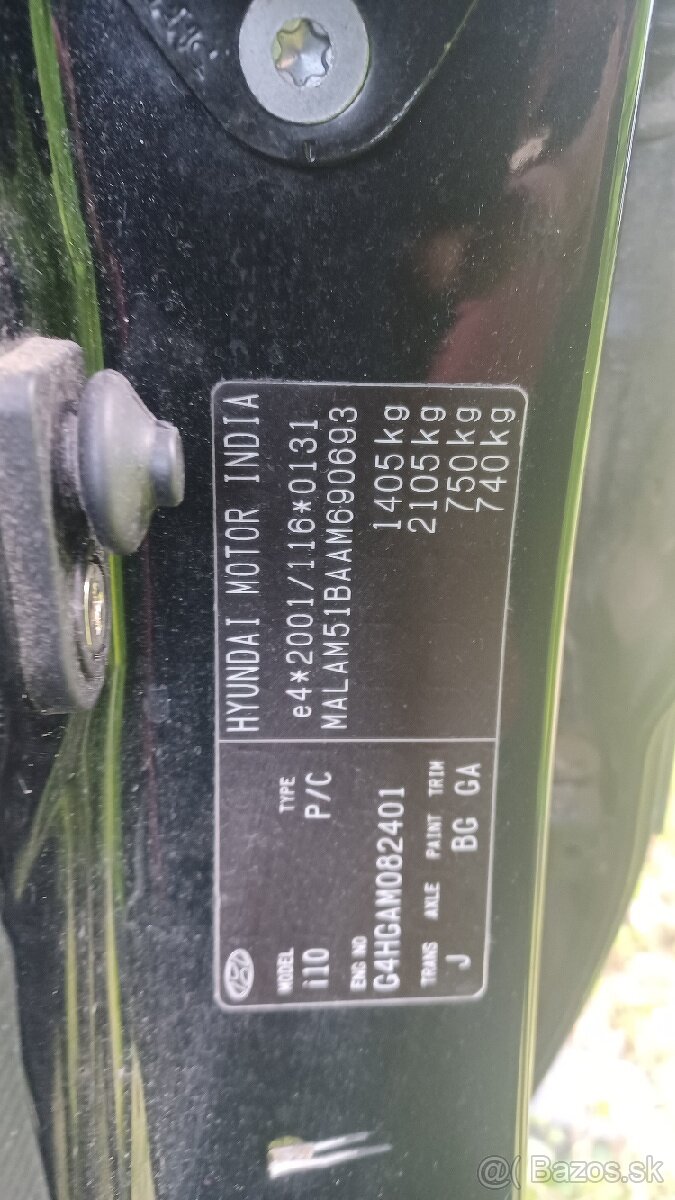 MODEL TYPE
i10 P/C
ENG NO
G4HGAM082401
TRANS AXLE PAINT TRIM
J BG GA
HYUNDAI MOTOR INDIA
e4*2001/116*0131
MALAM51BAAM690693
1405kg
2105kg
750kg
740kg
@( Bazos.sk